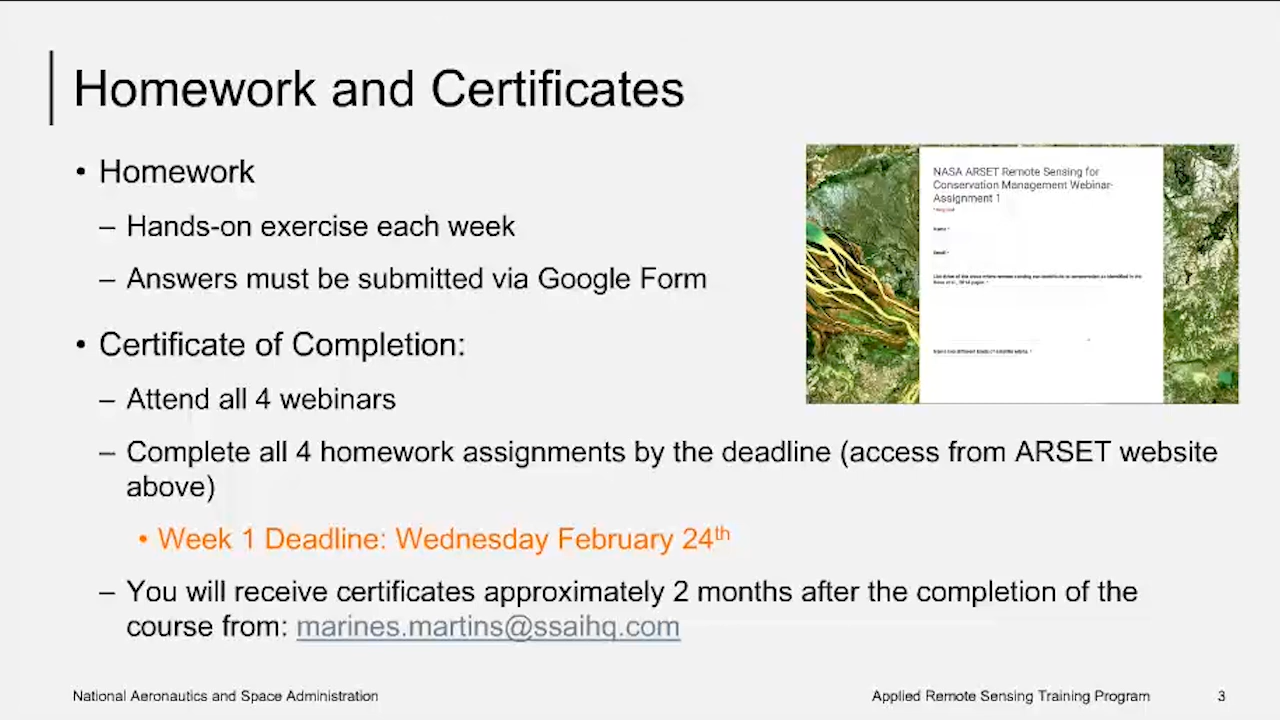 Homework and Certificates
• Homework
– Hands-on exercise each week
– Answers must be submitted via Google Form
• Certificate of Completion:
– Attend all 4 webinars
– Complete all 4 homework assignments by the deadline (access from ARSET website
above)
• Week 1 Deadline: Wednesday February 24th
– You will receive certificates approximately 2 months after the completion of the
course from: marines.martins@ssaihq.com
NASA ARSET Remote Sensing for
Conservation Management Webinar-
Assignment 1
* Required
Name *
Email *
National Aeronautics and Space Administration
Applied Remote Sensing Training Program
3